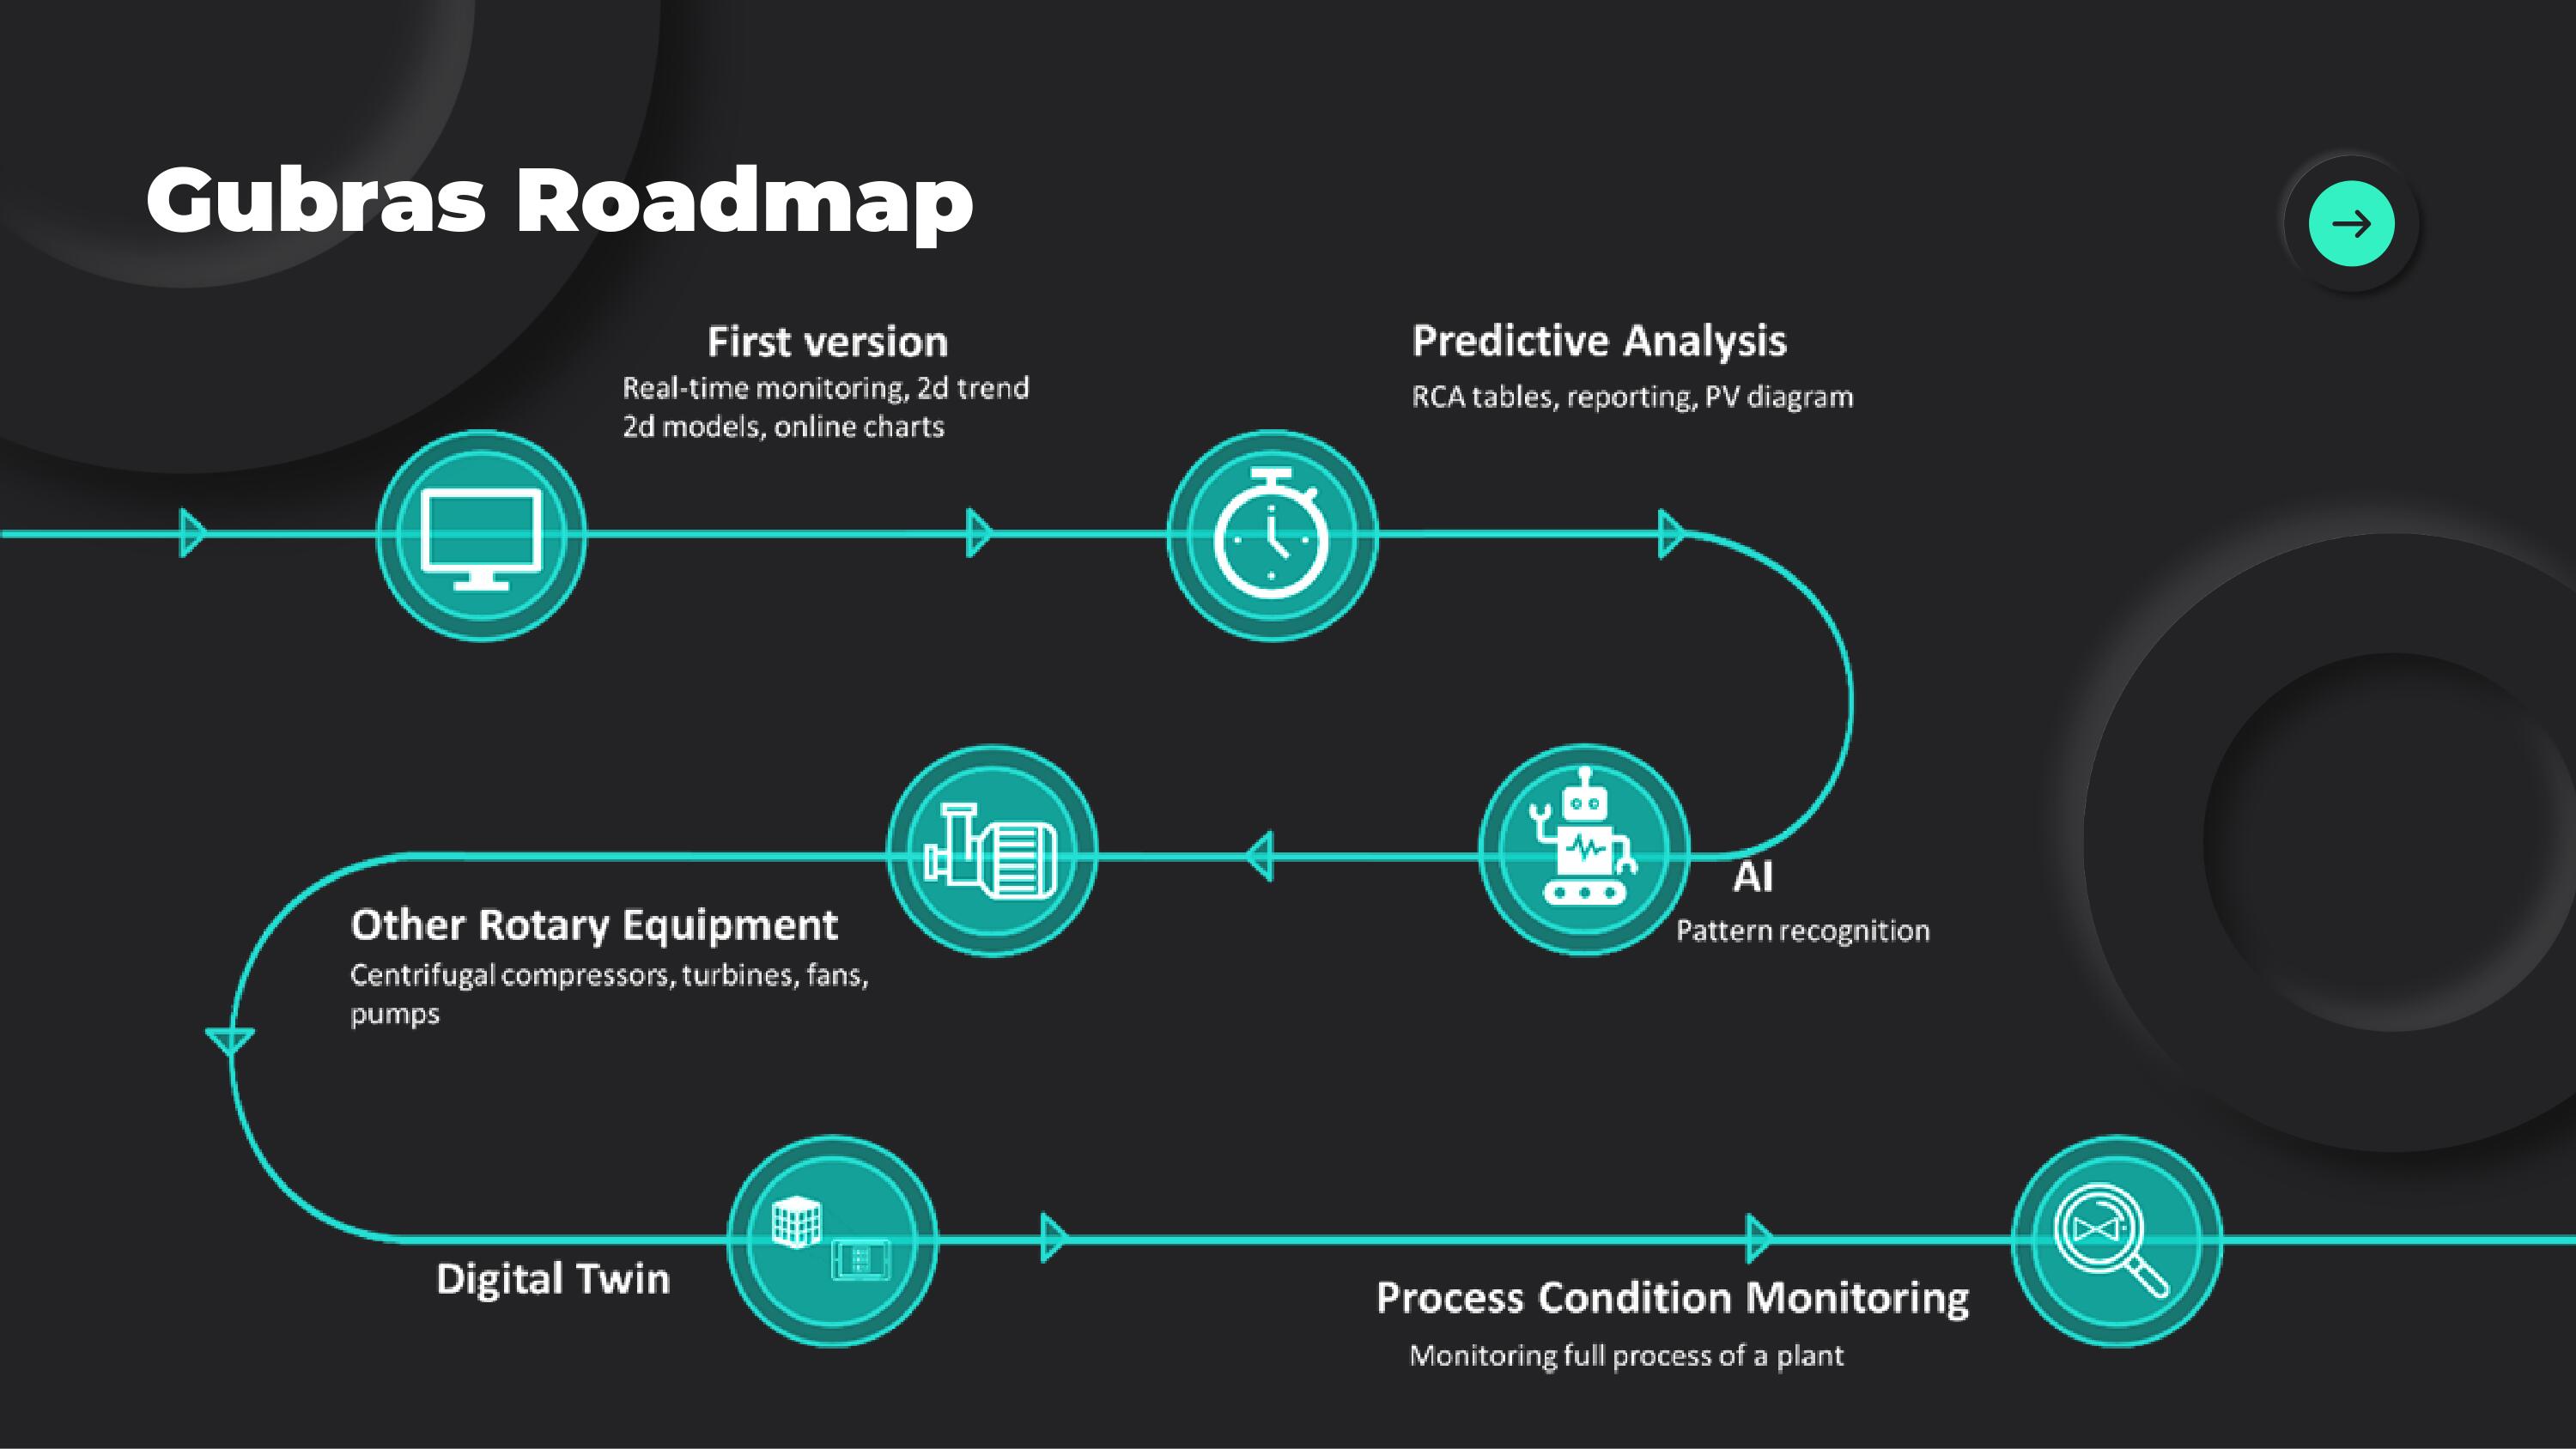 Gubras Roadmap
First version
Real-time monitoring, 2d trend
2d models, online charts
Predictive Analysis
RCA tables, reporting, PV diagram
AI
Pattern recognition
Other Rotary Equipment
Centrifugal compressors, turbines, fans,
pumps
Digital Twin
Process Condition Monitoring
Monitoring full process of a plant